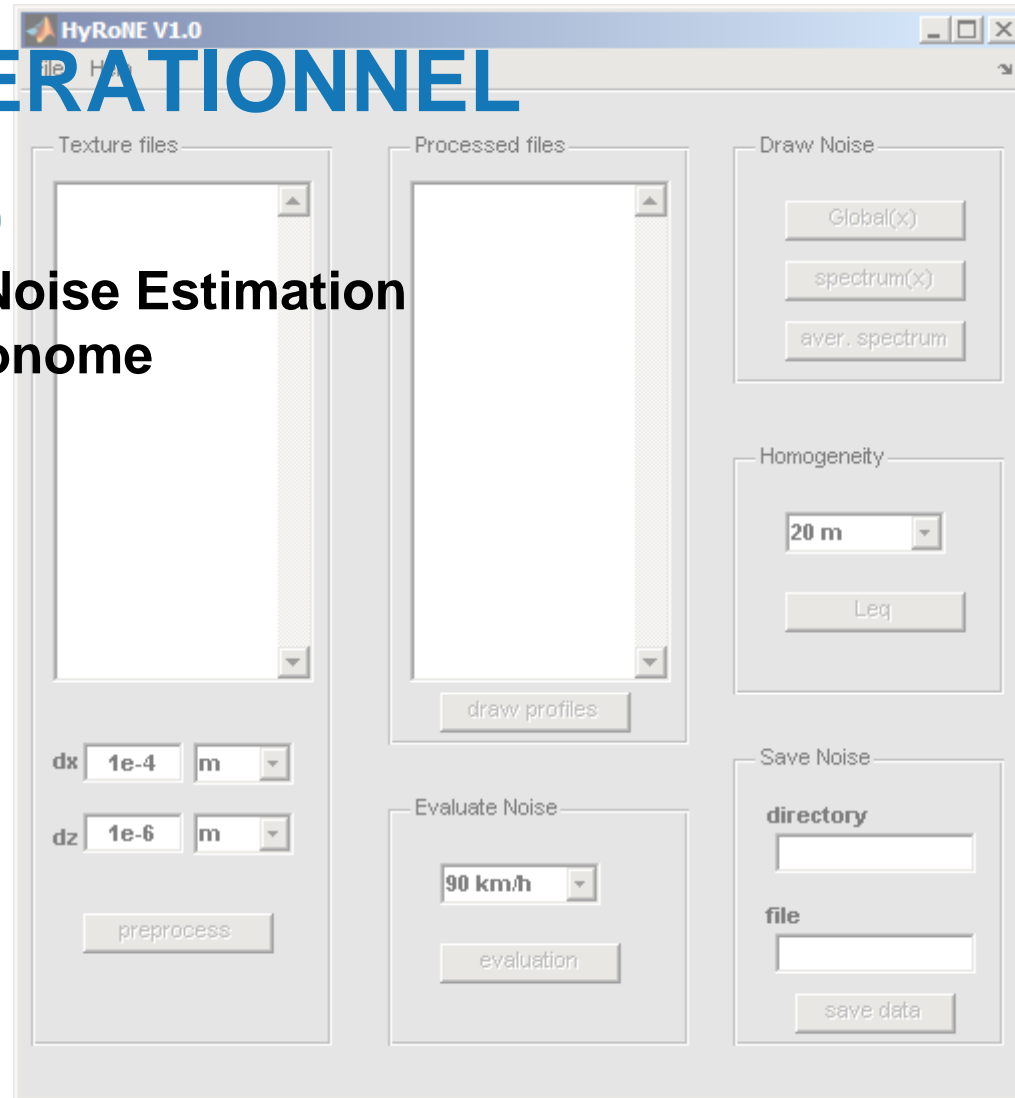 HyRoNE V1.0
File Help
ERATIONNEL
Texture files
Processed files
Draw Noise
Global(x)
Noise Estimation
spectrum(x)
onome
aver. spectrum
Homogeneity
20 m
Leq
draw profiles
dx 1e-4 m
dz 1e-6 m
preprocess
Evaluate Noise
90 km/h
evaluation
Save Noise
directory
file
save data